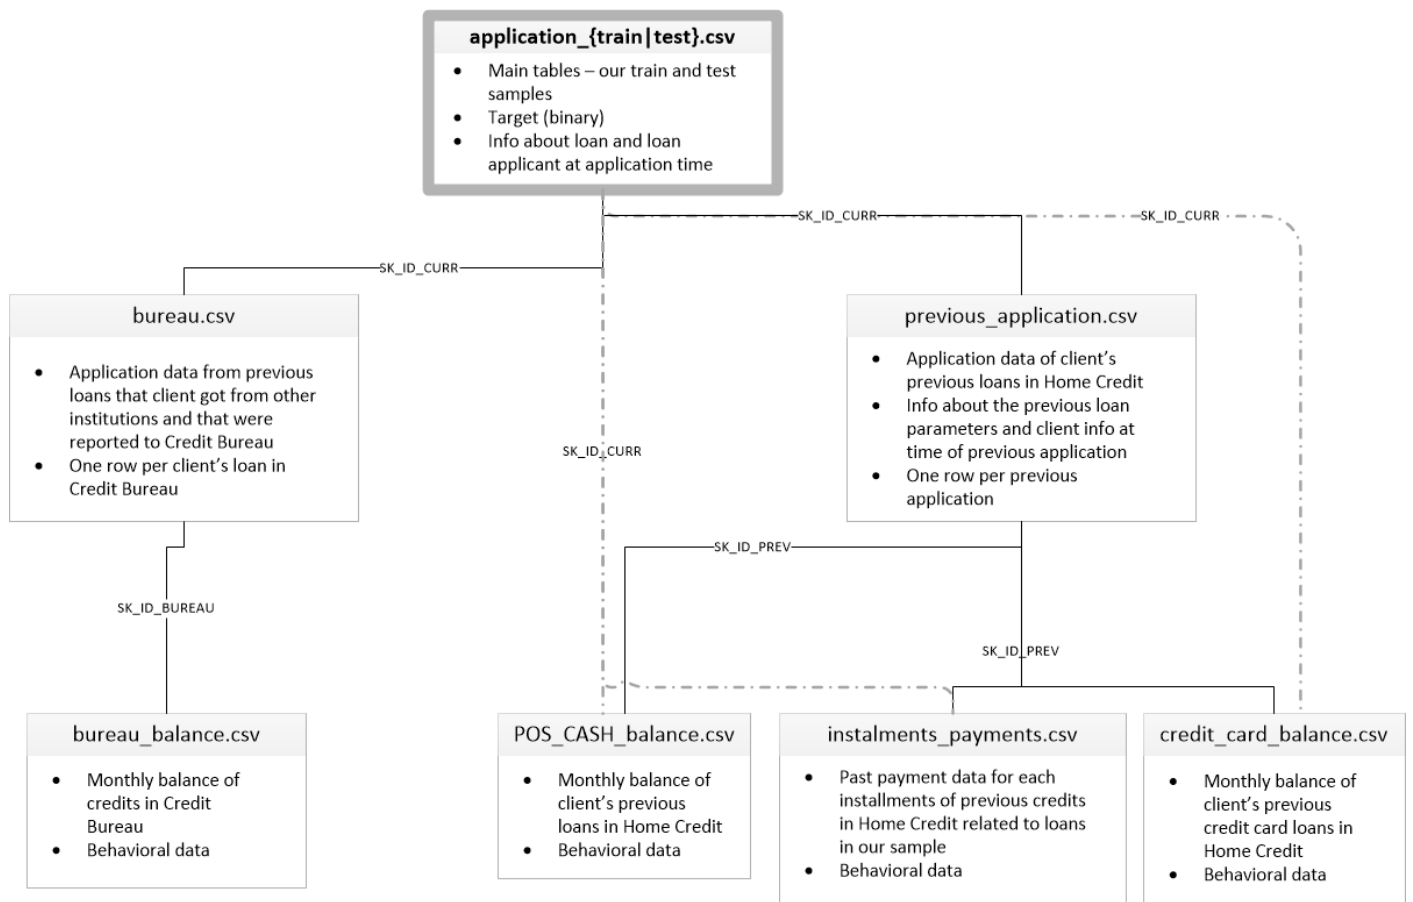 application_{train|test}.csv
• Main tables – our train and test
samples
• Target (binary)
• Info about loan and loan
applicant at application time
SK_ID_CURR
SK_ID_CURR
SK_ID_CURR
bureau.csv
• Application data from previous
loans that client got from other
institutions and that were
reported to Credit Bureau
• One row per client's loan in
Credit Bureau
previous_application.csv
• Application data of client's
previous loans in Home Credit
• Info about the previous loan
parameters and client info at
time of previous application
• One row per previous
application
SK_ID_CURR
SK_ID_PREV
SK_ID_BUREAU
SK_ID_PREV
bureau_balance.csv
• Monthly balance of
credits in Credit
Bureau
• Behavioral data
POS_CASH_balance.csv
• Monthly balance of
client's previous
loans in Home Credit
• Behavioral data
instalments_payments.csv
• Past payment data for each
installments of previous credits
in Home Credit related to loans
in our sample
• Behavioral data
credit_card_balance.csv
• Monthly balance of
client's previous
credit card loans in
Home Credit
• Behavioral data